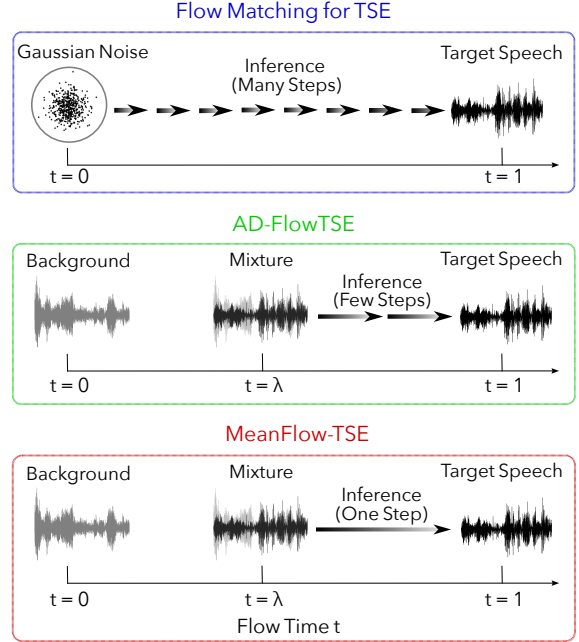 Flow Matching for TSE
Gaussian Noise
Inference
(Many Steps)
Target Speech
t = 0
t = 1
AD-FlowTSE
Background
Mixture
Inference
(Few Steps)
Target Speech
t = 0
t = λ
t = 1
MeanFlow-TSE
Background
Mixture
Inference
(One Step)
Target Speech
t = 0
t = λ
t = 1
Flow Time t